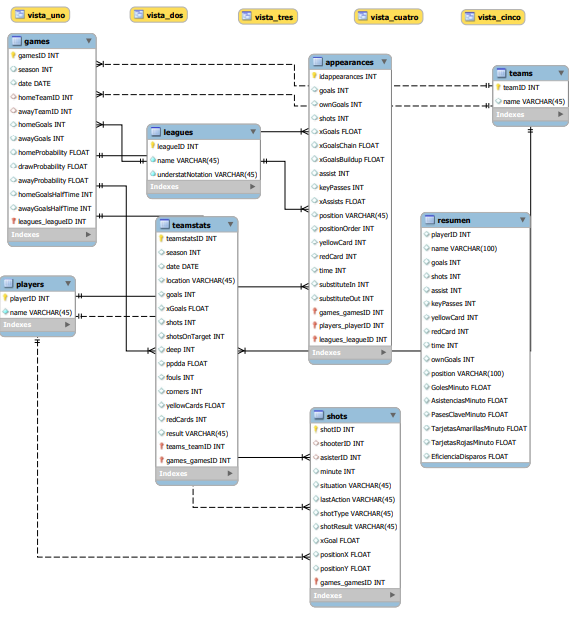 vista_uno
vista_dos
vista_tres
vista_cuatro
vista_cinco
games
gamesID INT
season INT
date DATE
homeTeamID INT
awayTeamID INT
homeGoals INT
awayGoals INT
homeProbability FLOAT
drawProbability FLOAT
awayProbability FLOAT
homeGoalsHalfTime INT
awayGoalsHalfTime INT
leagues_leagueID INT
Indexes
leagues
leagueID INT
name VARCHAR(45)
understatNotation VARCHAR(45)
Indexes
appearances
idappearances INT
goals INT
ownGoals INT
shots INT
xGoals FLOAT
xGoalsChain FLOAT
xGoalsBuildup FLOAT
assist INT
keyPasses INT
xAssists FLOAT
position VARCHAR(45)
positionOrder INT
yellowCard INT
redCard INT
time INT
substituteIn INT
substituteOut INT
games_gamesID INT
players_playerID INT
leagues_leagueID INT
Indexes
teams
teamID INT
name VARCHAR(45)
Indexes
players
playerID INT
name VARCHAR(45)
Indexes
teamstats
teamstatsID INT
season INT
date DATE
location VARCHAR(45)
goals INT
xGoals FLOAT
shots INT
shotsOnTarget INT
deep INT
ppdda FLOAT
fouls INT
corners INT
yellowCards FLOAT
redCards INT
result VARCHAR(45)
teams_teamID INT
games_gamesID INT
Indexes
resumen
playerID INT
name VARCHAR(100)
goals INT
shots INT
assist INT
keyPasses INT
yellowCard INT
redCard INT
time INT
ownGoals INT
position VARCHAR(100)
GolesMinuto FLOAT
AsistenciasMinuto FLOAT
PasesClaveMinuto FLOAT
TarjetasAmarillasMinuto FLOAT
TarjetasRojasMinuto FLOAT
EficienciaDisparos FLOAT
shots
shotID INT
shooterID INT
assisterID INT
minute INT
situation VARCHAR(45)
lastAction VARCHAR(45)
shotType VARCHAR(45)
shotResult VARCHAR(45)
xGoal FLOAT
positionX FLOAT
positionY FLOAT
games_gamesID INT
Indexes